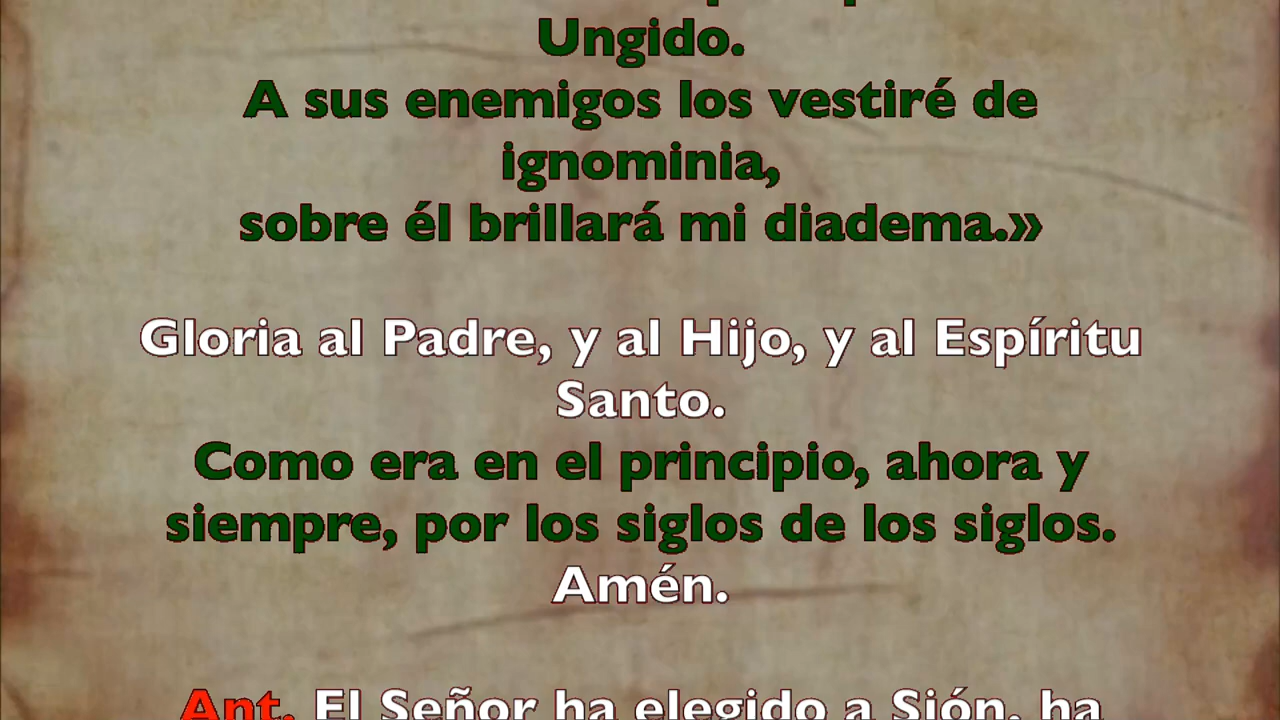 Ungido.
A sus enemigos los vestiré de
ignominia,
sobre él brillará mi diadema.»
Gloria al Padre, y al Hijo, y al Espíritu
Santo.
Como era en el principio, ahora y
siempre, por los siglos de los siglos.
Amén.
Ant. El Señor ha elegido a Sión, ha